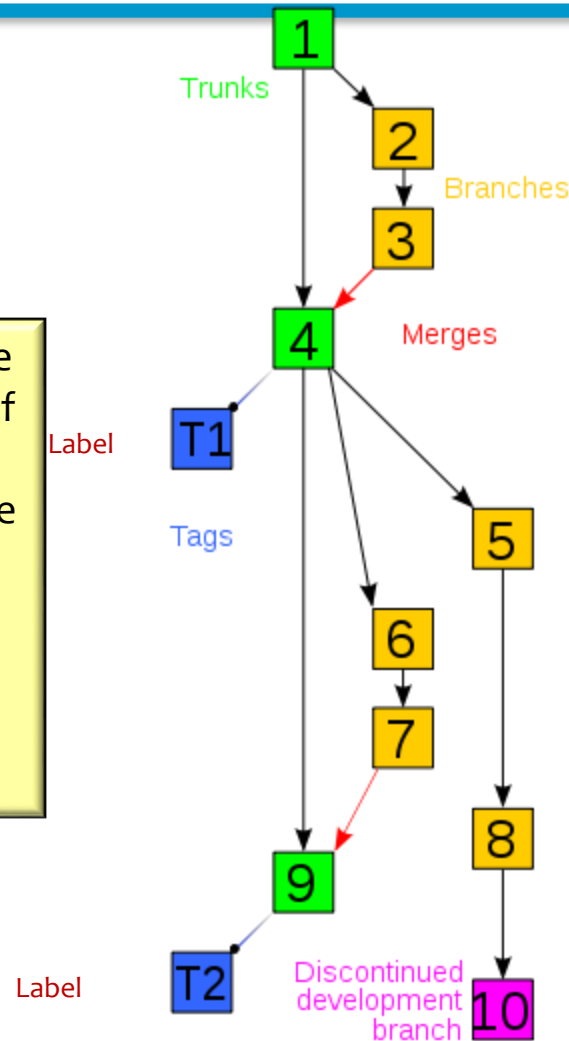 1
Trunks
2
Branches
3
4
Merges
e
f
Label
T1
e
Tags
5
6
7
8
9
T2
Label
Discontinued
development
branch
10